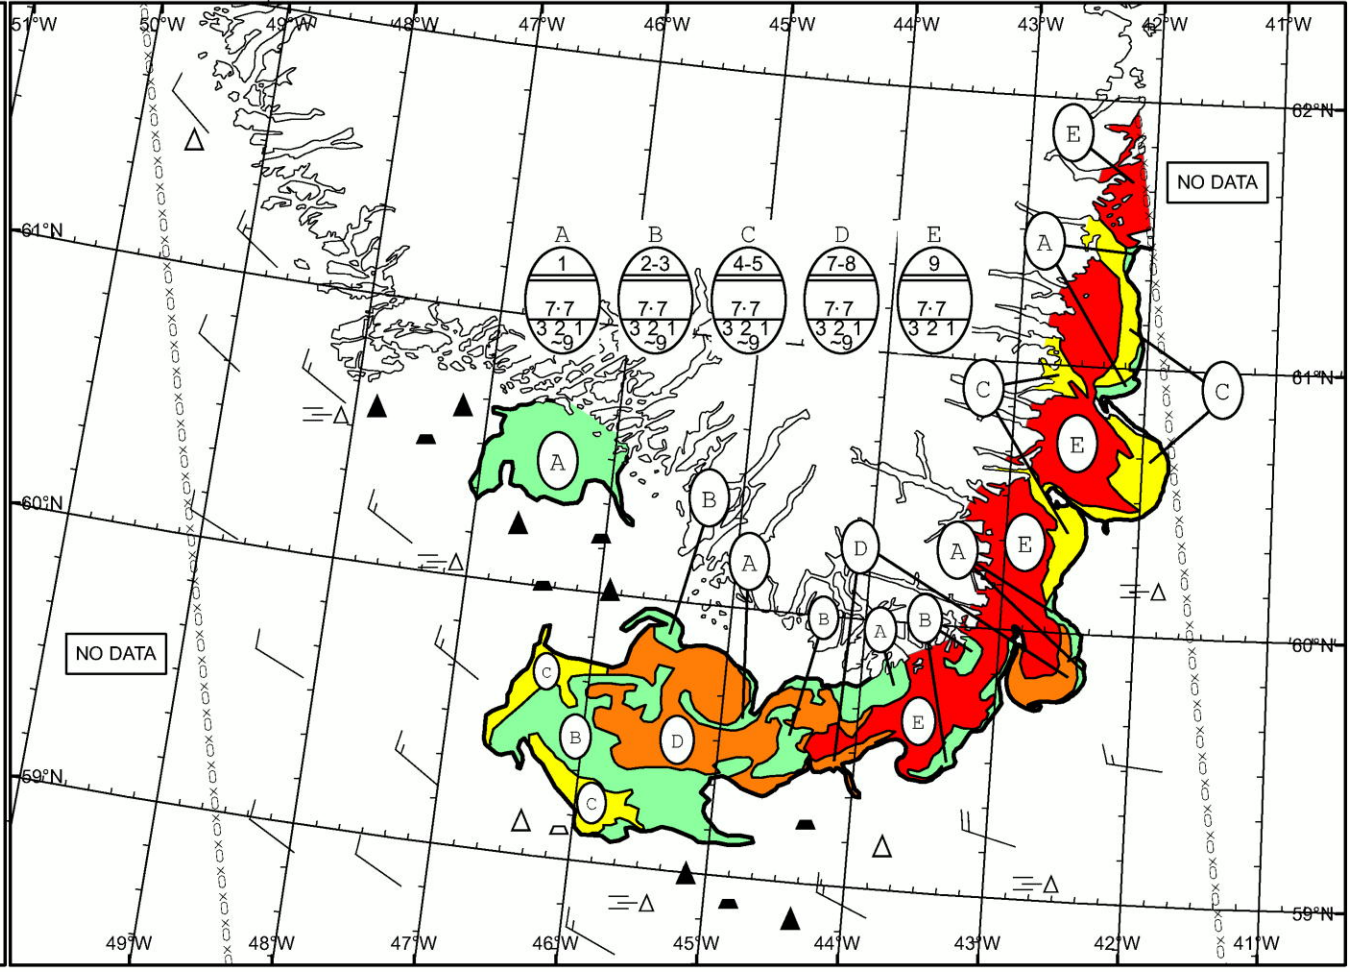 51°W 50°W 49°W 48°W 47°W 46°W 45°W 44°W 43°W 42°W 41°W
62°N
E
NO DATA
61°N
A B C D E
A
1 2-3 4-5 7-8 9
7·7 7·7 7·7 7·7 7·7
3 2 1 3 2 1 3 2 1 3 2 1 3 2 1
~9 ~9 ~9 ~9
61°N
C C
E
A
60°N
B
D A E
A
B A B
60°N
NO DATA
C
E
B D
59°N
C
59°N
49°W 48°W 47°W 46°W 45°W 44°W 43°W 42°W 41°W